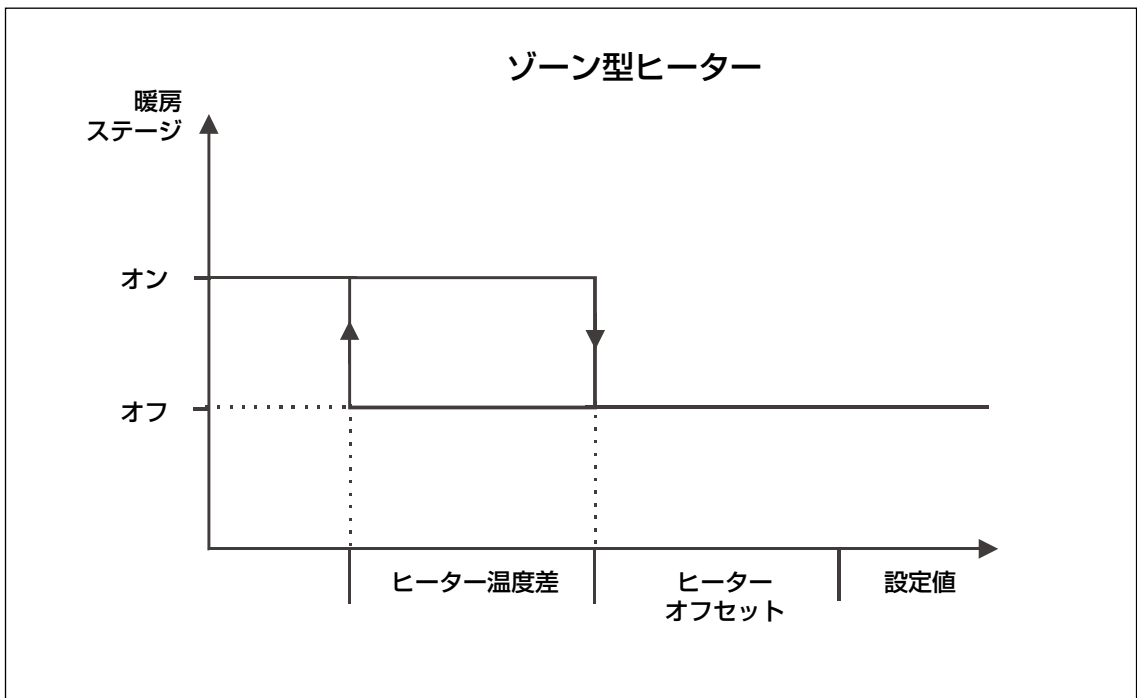 ゾーン型ヒーター
暖房
ステージ
オン
オフ
ヒーター温度差
ヒーター
オフセット
設定値